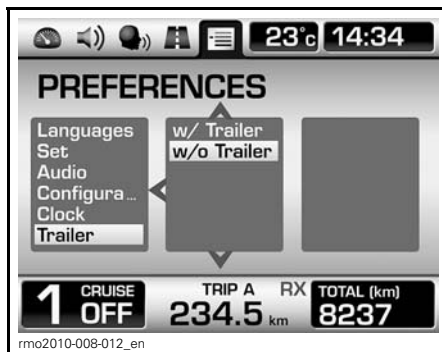 23°c 14:34
PREFERENCES
Languages
Set
Audio
Configura...
Clock
Trailer
w/ Trailer
w/o Trailer
1 CRUISE OFF
TRIP A
234.5 km
RX
TOTAL (km)
8237
rmo2010-008-012_en